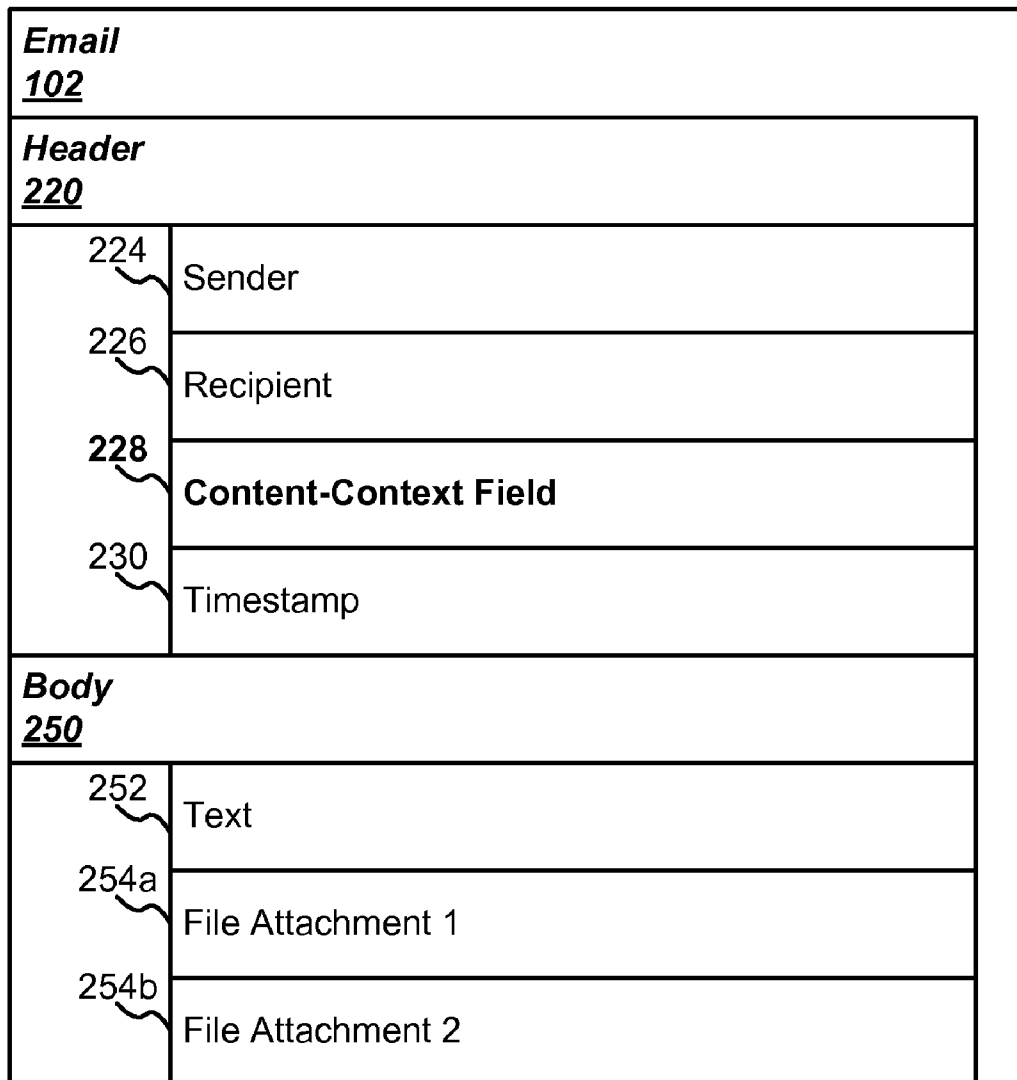 Email
102
Header
220
224
Sender
226
Recipient
228
Content-Context Field
230
Timestamp
Body
250
252
Text
254a
File Attachment 1
254b
File Attachment 2